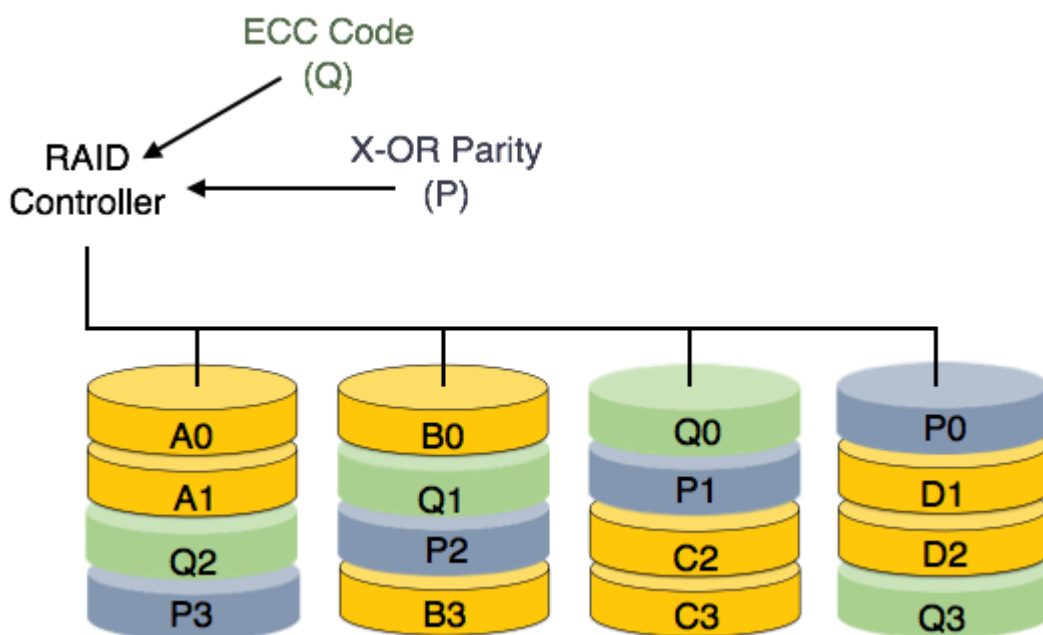 ECC Code
(Q)
X-OR Parity
(P)
RAID
Controller
A0
B0
Q0
P0
A1
Q1
P1
D1
Q2
P2
C2
D2
P3
B3
C3
Q3